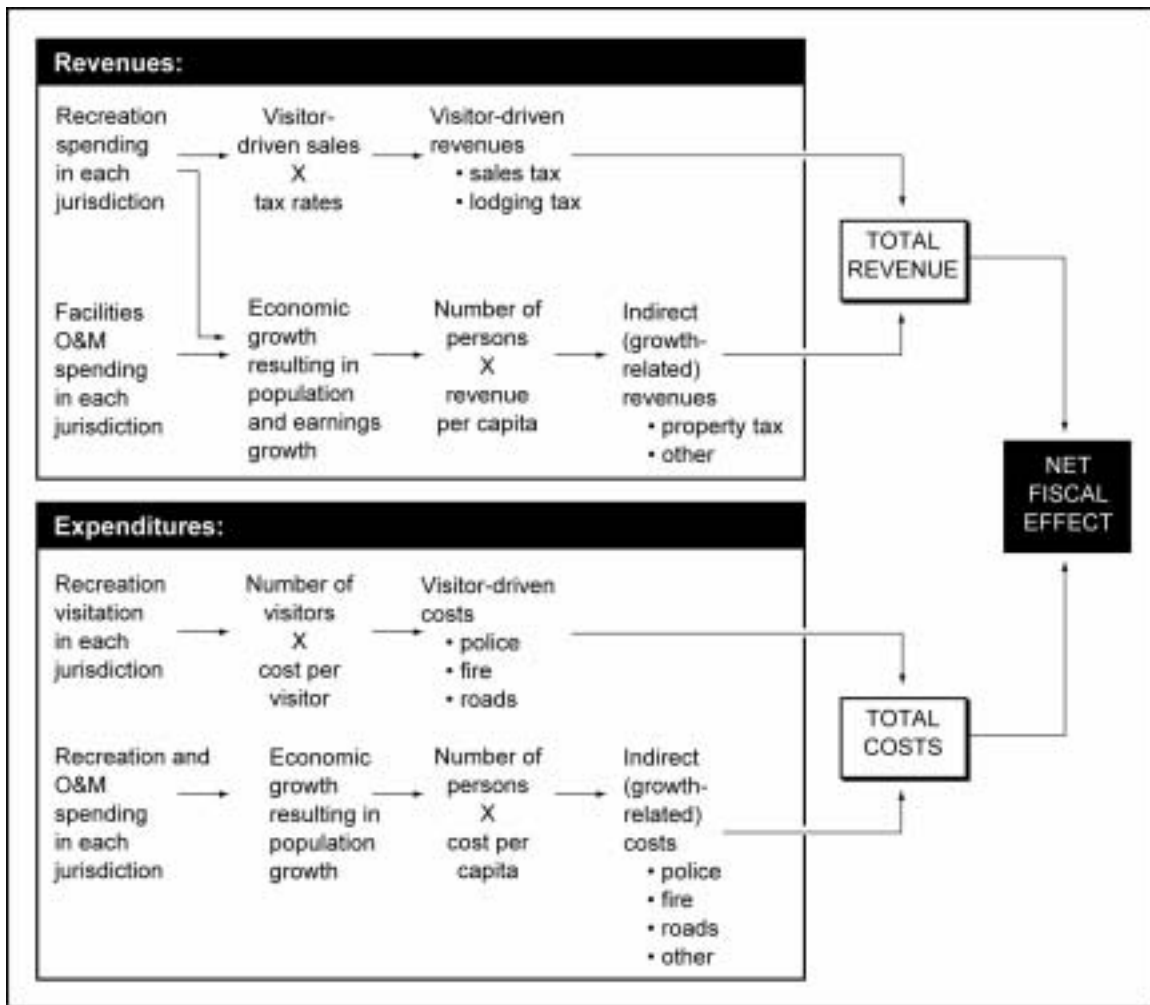 Revenues:
Recreation
spending
in each
jurisdiction
Visitor-
driven sales
X
tax rates
Visitor-driven
revenues
• sales tax
• lodging tax
Facilities
O&M
spending
in each
jurisdiction
Economic
growth
resulting in
population
and earnings
growth
Number of
persons
X
revenue
per capita
Indirect
(growth-
related)
revenues
• property tax
• other
TOTAL
REVENUE
NET
FISCAL
EFFECT
Expenditures:
Recreation
visitation
in each
jurisdiction
Number of
visitors
X
cost per
visitor
Visitor-driven
costs
• police
• fire
• roads
Recreation and
O&M
spending
in each
jurisdiction
Economic
growth
resulting in
population
growth
Number of
persons
X
cost per
capita
Indirect
(growth-
related)
costs
• police
• fire
• roads
• other
TOTAL
COSTS